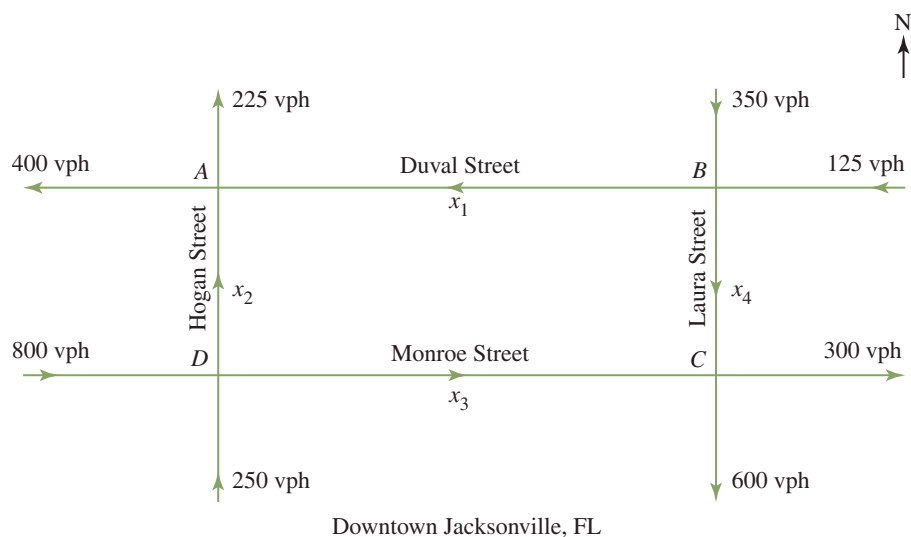 N
225 vph
350 vph
400 vph
A
Duval Street
B
125 vph
x1
Hogan Street
x2
Laura Street
x4
800 vph
D
Monroe Street
C
300 vph
x3
250 vph
600 vph
Downtown Jacksonville, FL